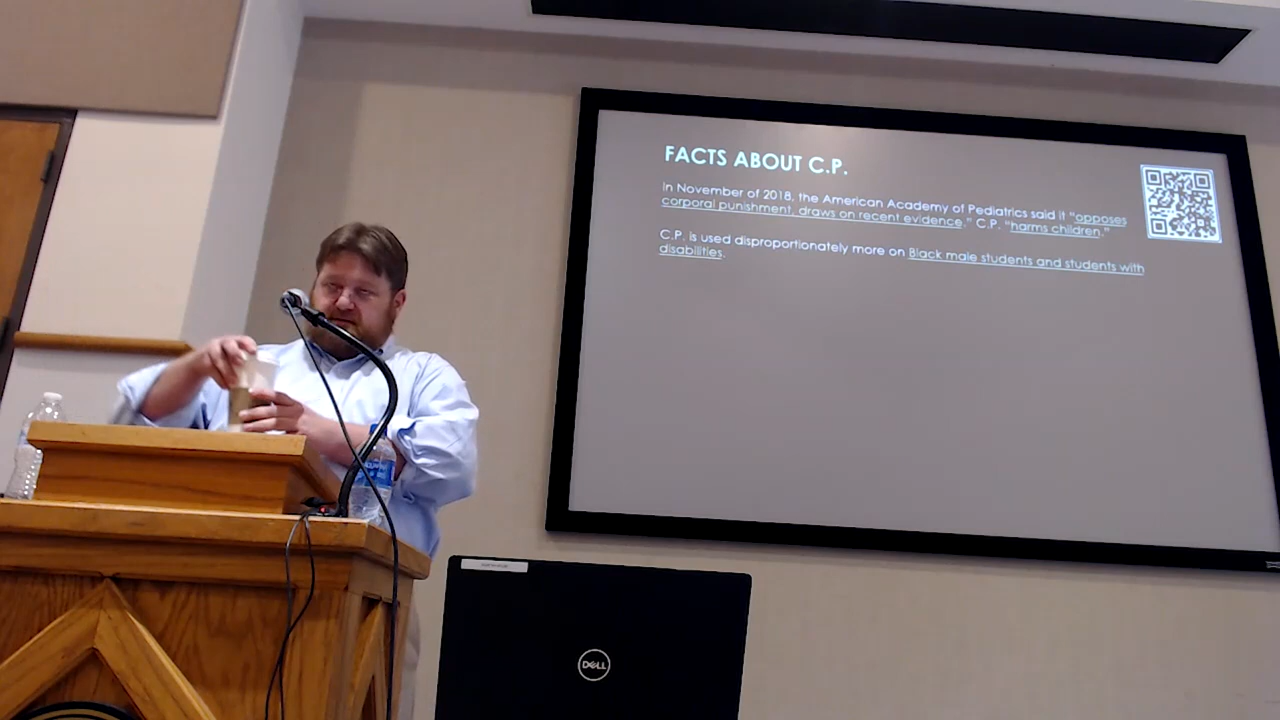 FACTS ABOUT C.P.
In November of 2018, the American Academy of Pediatrics said it "opposes
corporal punishment, draws on recent evidence." C.P. "harms children."
C.P. is used disproportionately more on Black male students and students with
disabilities.
DELL